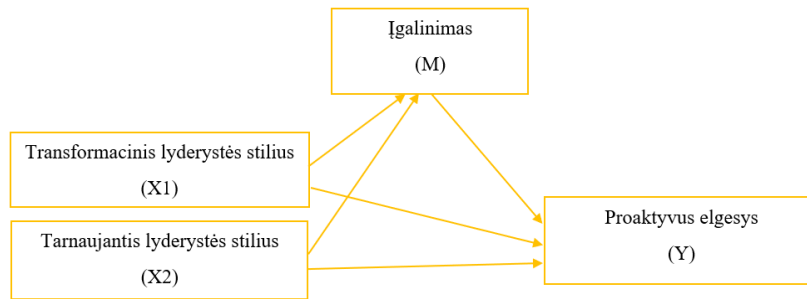 Įgalinimas
(M)
Transformacinis lyderystės stilius
(X1)
Tarnaujantis lyderystės stilius
(X2)
Proaktyvus elgesys
(Y)